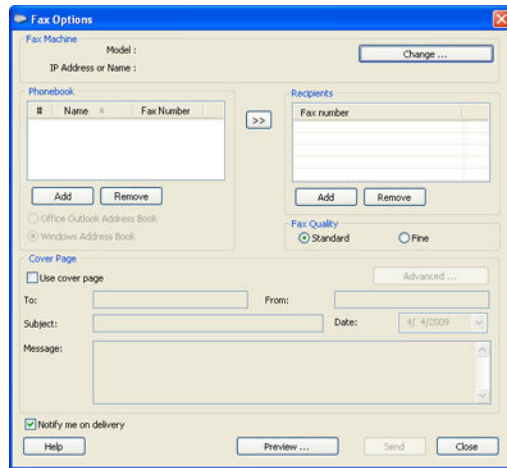 Fax Options
Fax Machine
Model :
Change ...
IP Address or Name :
Phonebook
Recipients
# Name Fax Number
>>
Fax number
Add Remove
Add Remove
Office Outlook Address Book
Windows Address Book
Fax Quality
Standard Fine
Cover Page
Use cover page
Advanced ...
To: From:
Subject: Date: 4/ 4/2009
Message:
Notify me on delivery
Help Preview ... Send Close